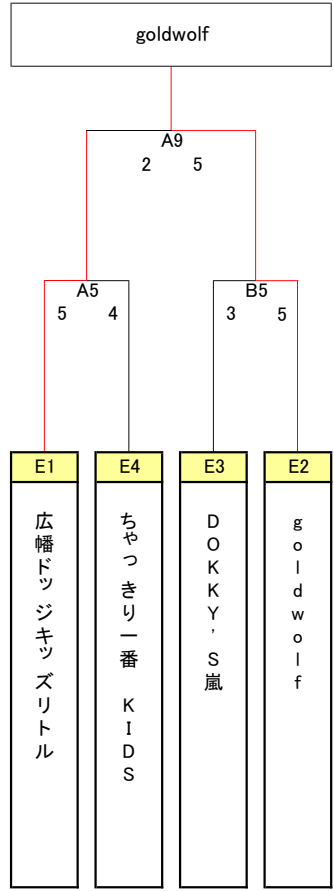 goldwolf
A9
2 5
A5
5 4
B5
3 5
E1
E4
E3
E2
広幡ドッジキッズリトル
ちゃっきり一番 KIDS
DOKKY'S嵐
goldwolf